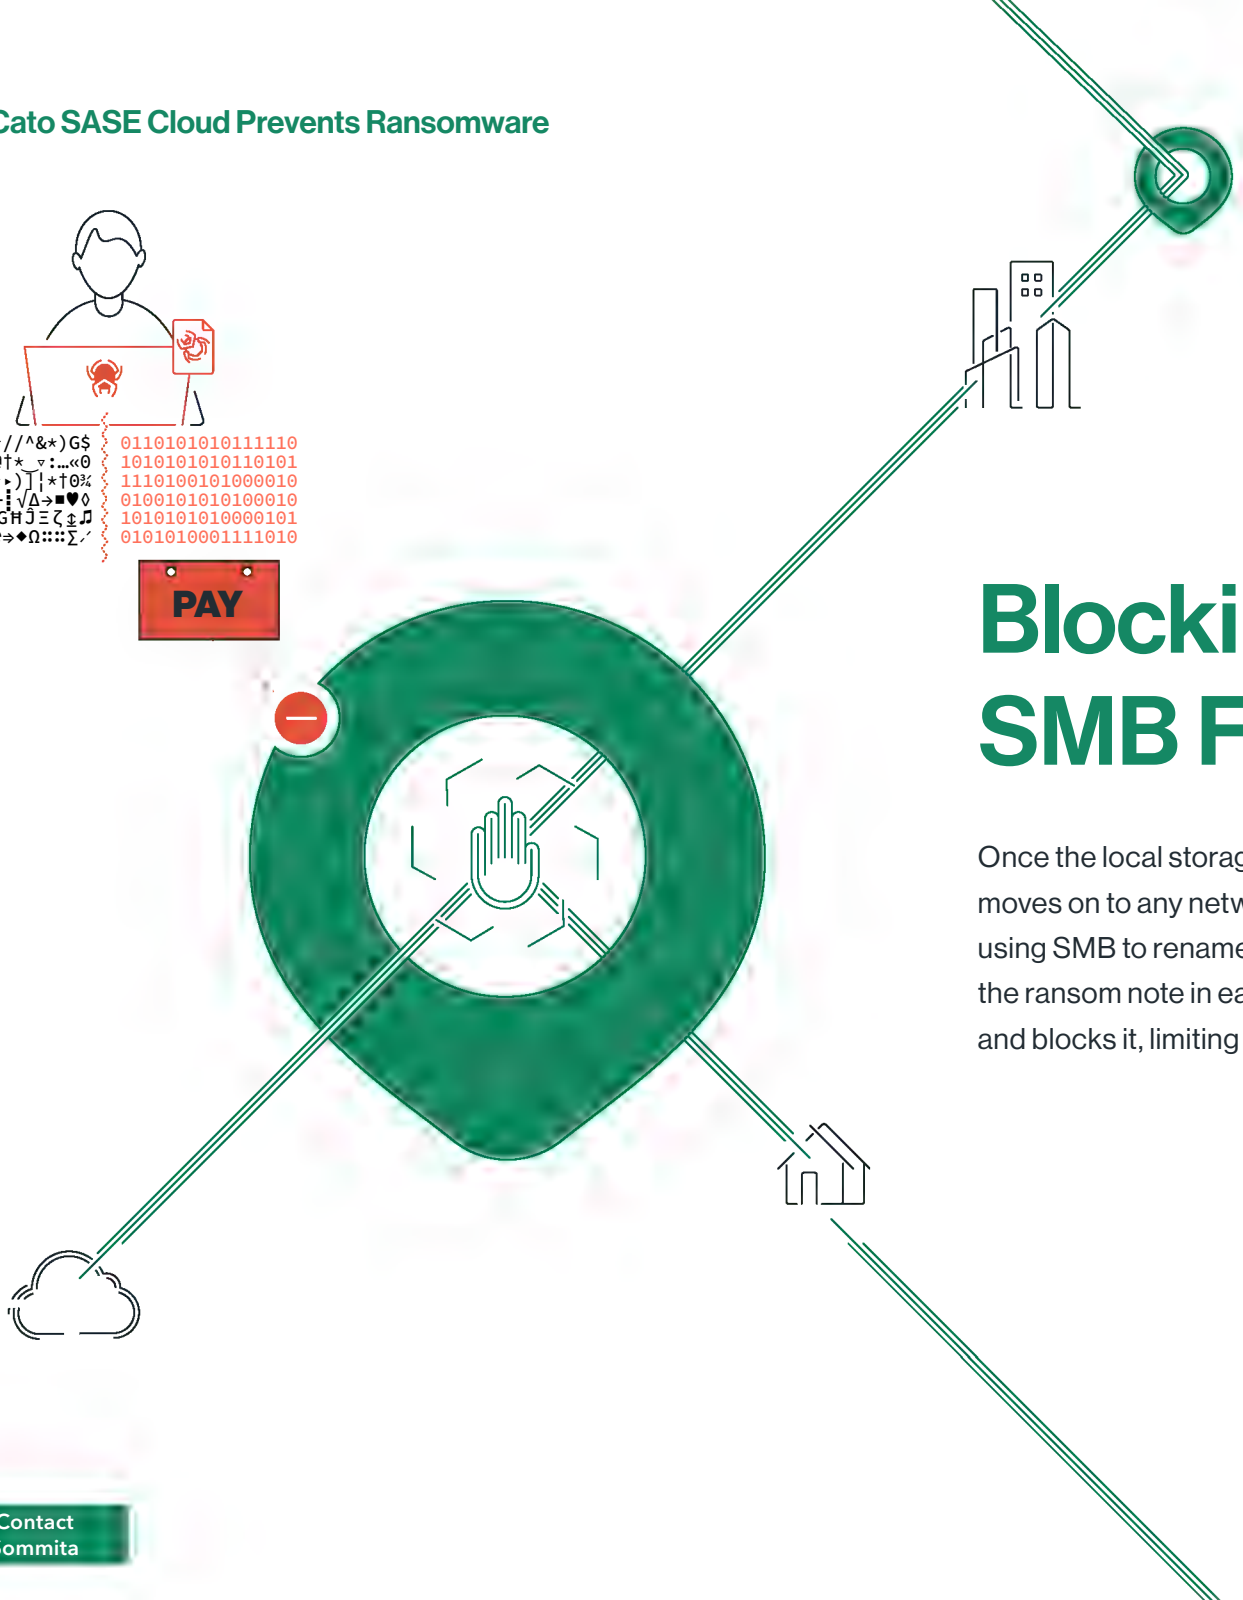 Cato SASE Cloud Prevents Ransomware
0110101010111110
1010101010110101
1110100101000010
0100101010100010
1010101010000101
0101010001111010
PAY
Blocki
SMB F
Once the local storag
moves on to any netw
using SMB to rename
the ransom note in ea
and blocks it, limiting
Contact
Sommita